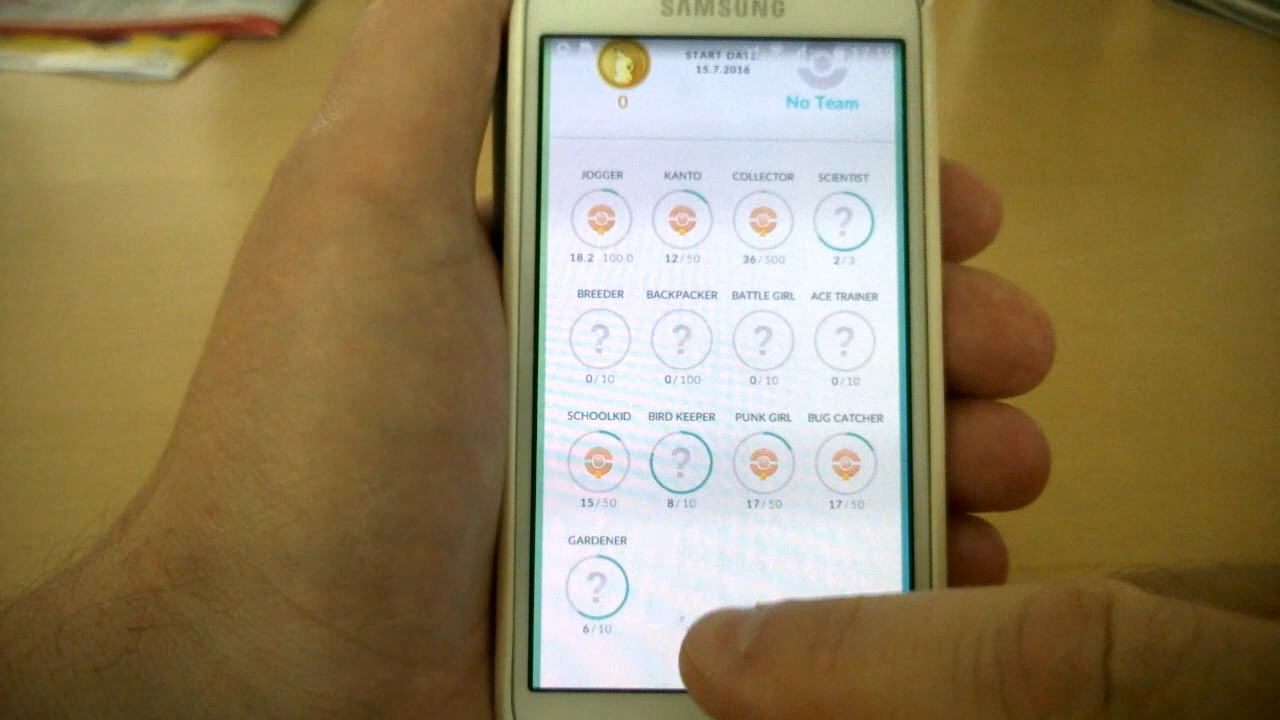 SAMSUNG
START DATE:
15.7.2016
0
No Team
JOGGER KANTO COLLECTOR SCIENTIST
?
18.2 100.0 12/50 36/500 2/3
BREEDER BACKPACKER BATTLE GIRL ACE TRAINER
? ? ? ?
0/10 0/100 0/10 0/10
SCHOOLKID BIRD KEEPER PUNK GIRL BUG CATCHER
?
15/50 8/10 17/50 17/50
GARDENER
?
6/10